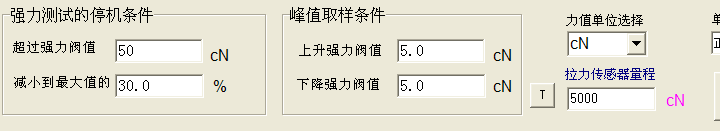 强力测试的停机条件
超过强力阀值 50 cN
减小到最大值的 30.0 %
峰值取样条件
上升强力阀值 5.0 cN
下降强力阀值 5.0 cN
T
力值单位选择
cN
拉力传感器量程
5000 cN